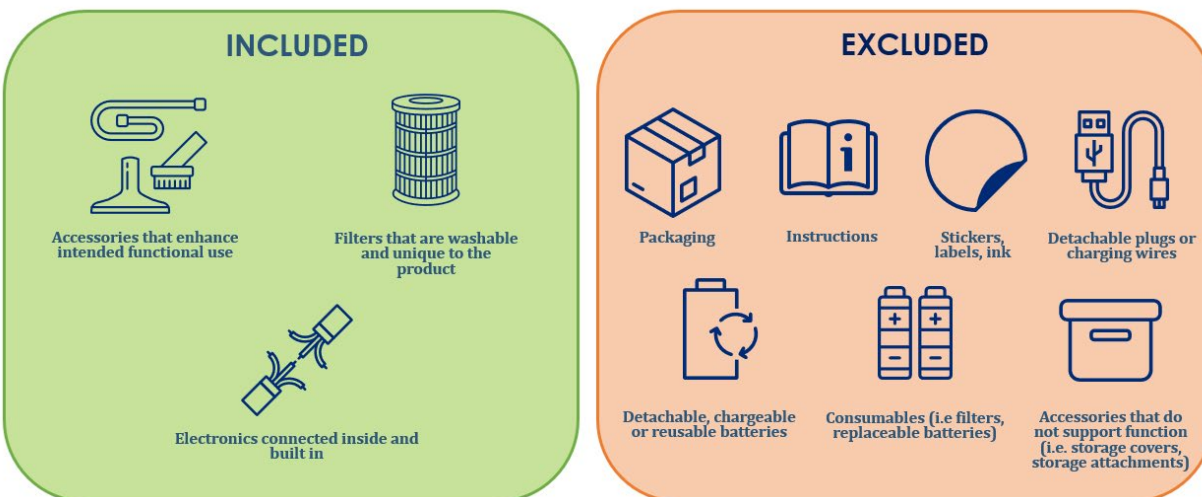 INCLUDED
Accessories that enhance
intended functional use
Filters that are washable
and unique to the
product
Electronics connected inside and
built in
EXCLUDED
i
Packaging
Instructions
Stickers,
labels, ink
Detachable plugs or
charging wires
+ +
- -
Detachable, chargeable
or reusable batteries
Consumables (i.e filters,
replaceable batteries)
Accessories that do
not support function
(i.e. storage covers,
storage attachments)